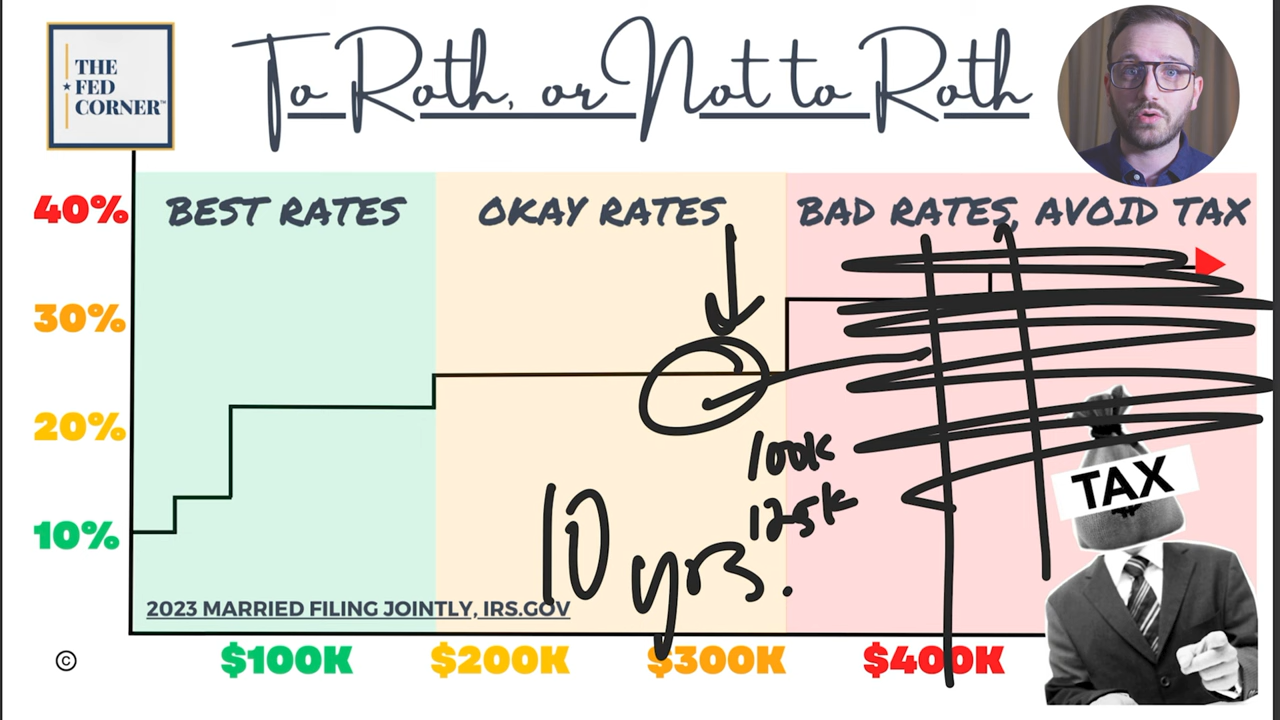 THE
FED
CORNER™
To Roth, or Not to Roth
40%
BEST RATES
OKAY RATES
BAD RATES, AVOID TAX
30%
20%
10%
100K
125K
10 yrs.
TAX
2023 MARRIED FILING JOINTLY, IRS.GOV
©
$100K
$200K
$300K
$400K